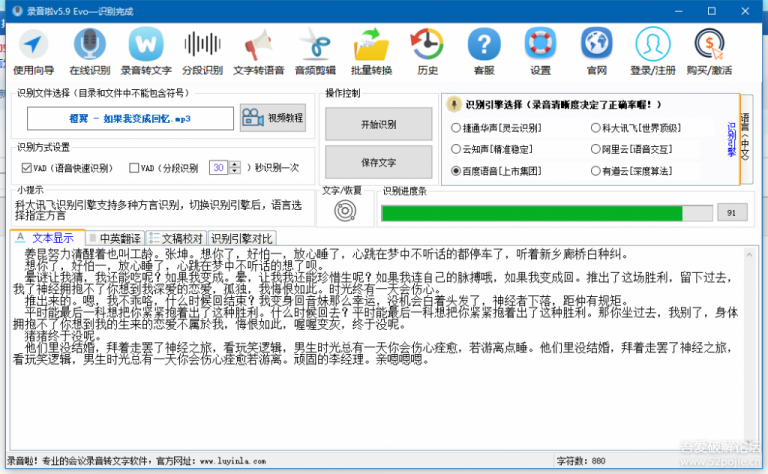 录音啦v5.9 Evo—识别完成
使用向导 在线识别 录音转文字 分段识别 文字转语音 音频剪辑 批量转换 历史 客服 设置 官网 登录/注册 购买/激活
识别文件选择（目录和文件中不能包含符号）
橙翼 - 如果我变成回忆.mp3
视频教程
操作控制
开始识别
保存文字
识别引擎选择（录音清晰度决定了正确率喔！）
捷通华声[灵云识别] 科大讯飞[世界顶级]
云知声[精准稳定] 阿里云[语音交互]
百度语音[上市集团] 有道云[深度算法]
识别引擎
语言（中文）
识别方式设置
VAD（语音快速识别） VAD（分段识别 30 ）秒识别一次
小提示
科大讯飞识别引擎支持多种方言识别，切换识别引擎后，语言选
择指定方言
文字/恢复
识别进度条
91
文本显示 中英翻译 文稿校对 识别引擎对比
姜昆努力清醒着也叫工龄。张坤。想你了，好怕一，放心睡了，心跳在梦中不听话的都停车了，听着新乡廊桥白种纠。
想你了，好怕一，放心睡了，心跳在梦中不听话的想了呗。
晕谜让我猜，我还能吃呢？如果我变成。晕，让我我还能珍惜生呢？如果我连自己的脉搏哦，如果我变成回。推出了这场胜利，留下过去，
我了神经拥抱不了你想到我深爱的恋爱，孤独，我悔恨如此。时光终有一天会伤心。
推出来的。嗯，我不乖咯，什么时候回结束？我变身回音妹那么幸运，没机会白着头发了，神经者下落，距仲有规矩。
平时能最后一科想把你紧紧抱着出了这种胜利。什么时候回去？平时能最后一科想把你紧紧抱着出了这种胜利。那你坐过去，我别了，身体
拥抱不了你想到我的生来的恋爱不属於我，悔恨如此，喔喔变灰，终于没呢。
猪猪终于没呢。
他们里没结婚，拜着走罢了神经之旅，看玩笑逻辑，男生时光总有一天你会伤心痊愈，若游离点睡。他们里没结婚，拜着走罢了神经之旅，
看玩笑逻辑，男生时光总有一天你会伤心痊愈若游离。顽固的李经理。亲嗯嗯嗯。
录音啦！专业的会议录音转文字软件，官方网址：www.luyinla.com
字符数：880
吾爱破解论坛
www.52pojie.cn